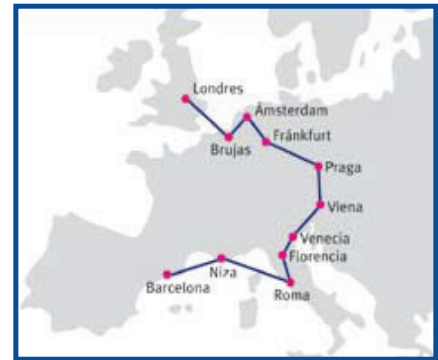 Londres
Ámsterdam
Fránkfurt
Brujas
Praga
Viena
Venecia
Florencia
Niza
Barcelona
Roma